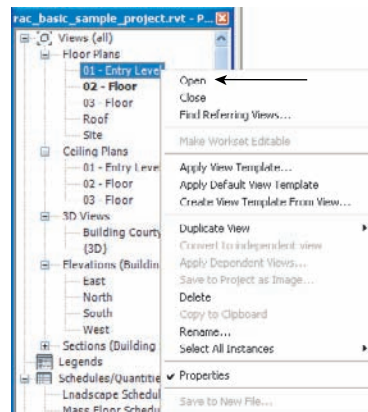 rac_basic_sample_project.rvt - P...
Views (all)
Floor Plans
01 - Entry Level
02 - Floor
03 - Floor
Roof
Site
Ceiling Plans
01 - Entry Leve
02 - Floor
03 - Floor
3D Views
Building Courty
{3D}
Elevations (Buildin
East
North
South
West
Sections (Building
Legends
Schedules/Quantitie
Lnadscape Schedul
Mass Floor Schedu
Open
Close
Find Referring Views...
Make Workset Editable
Apply View Template...
Apply Default View Template
Create View Template From View...
Duplicate View
Convert to independent view
Apply Dependent Views...
Save to Project as Image...
Delete
Copy to Clipboard
Rename...
Select All Instances
Properties
Save to New File...